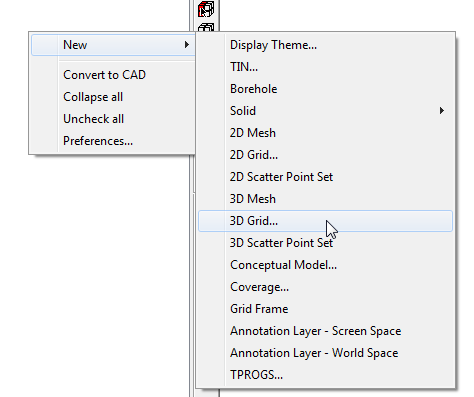 New
Convert to CAD
Collapse all
Uncheck all
Preferences...
Display Theme...
TIN...
Borehole
Solid
2D Mesh
2D Grid...
2D Scatter Point Set
3D Mesh
3D Grid...
3D Scatter Point Set
Conceptual Model...
Coverage...
Grid Frame
Annotation Layer - Screen Space
Annotation Layer - World Space
TPROGS...